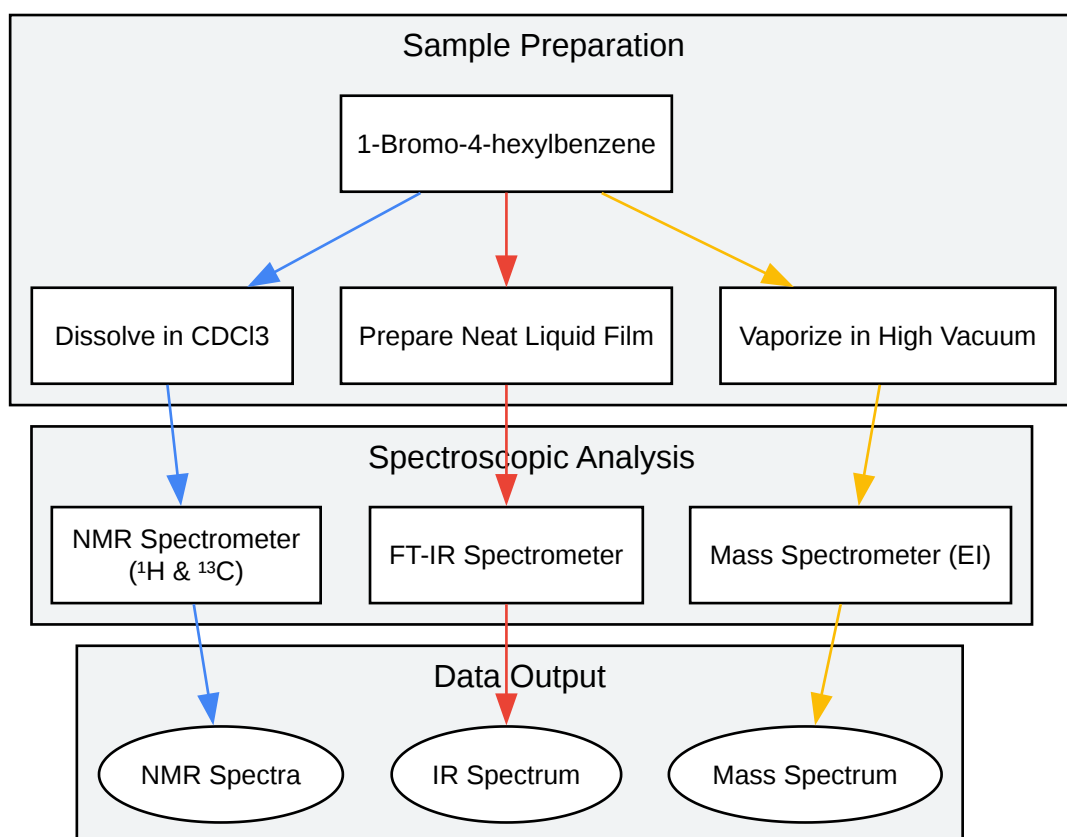 Sample Preparation
1-Bromo-4-hexylbenzene
Dissolve in CDCl3
Prepare Neat Liquid Film
Vaporize in High Vacuum
Spectroscopic Analysis
NMR Spectrometer
(¹H & ¹³C)
FT-IR Spectrometer
Mass Spectrometer (EI)
Data Output
NMR Spectra
IR Spectrum
Mass Spectrum